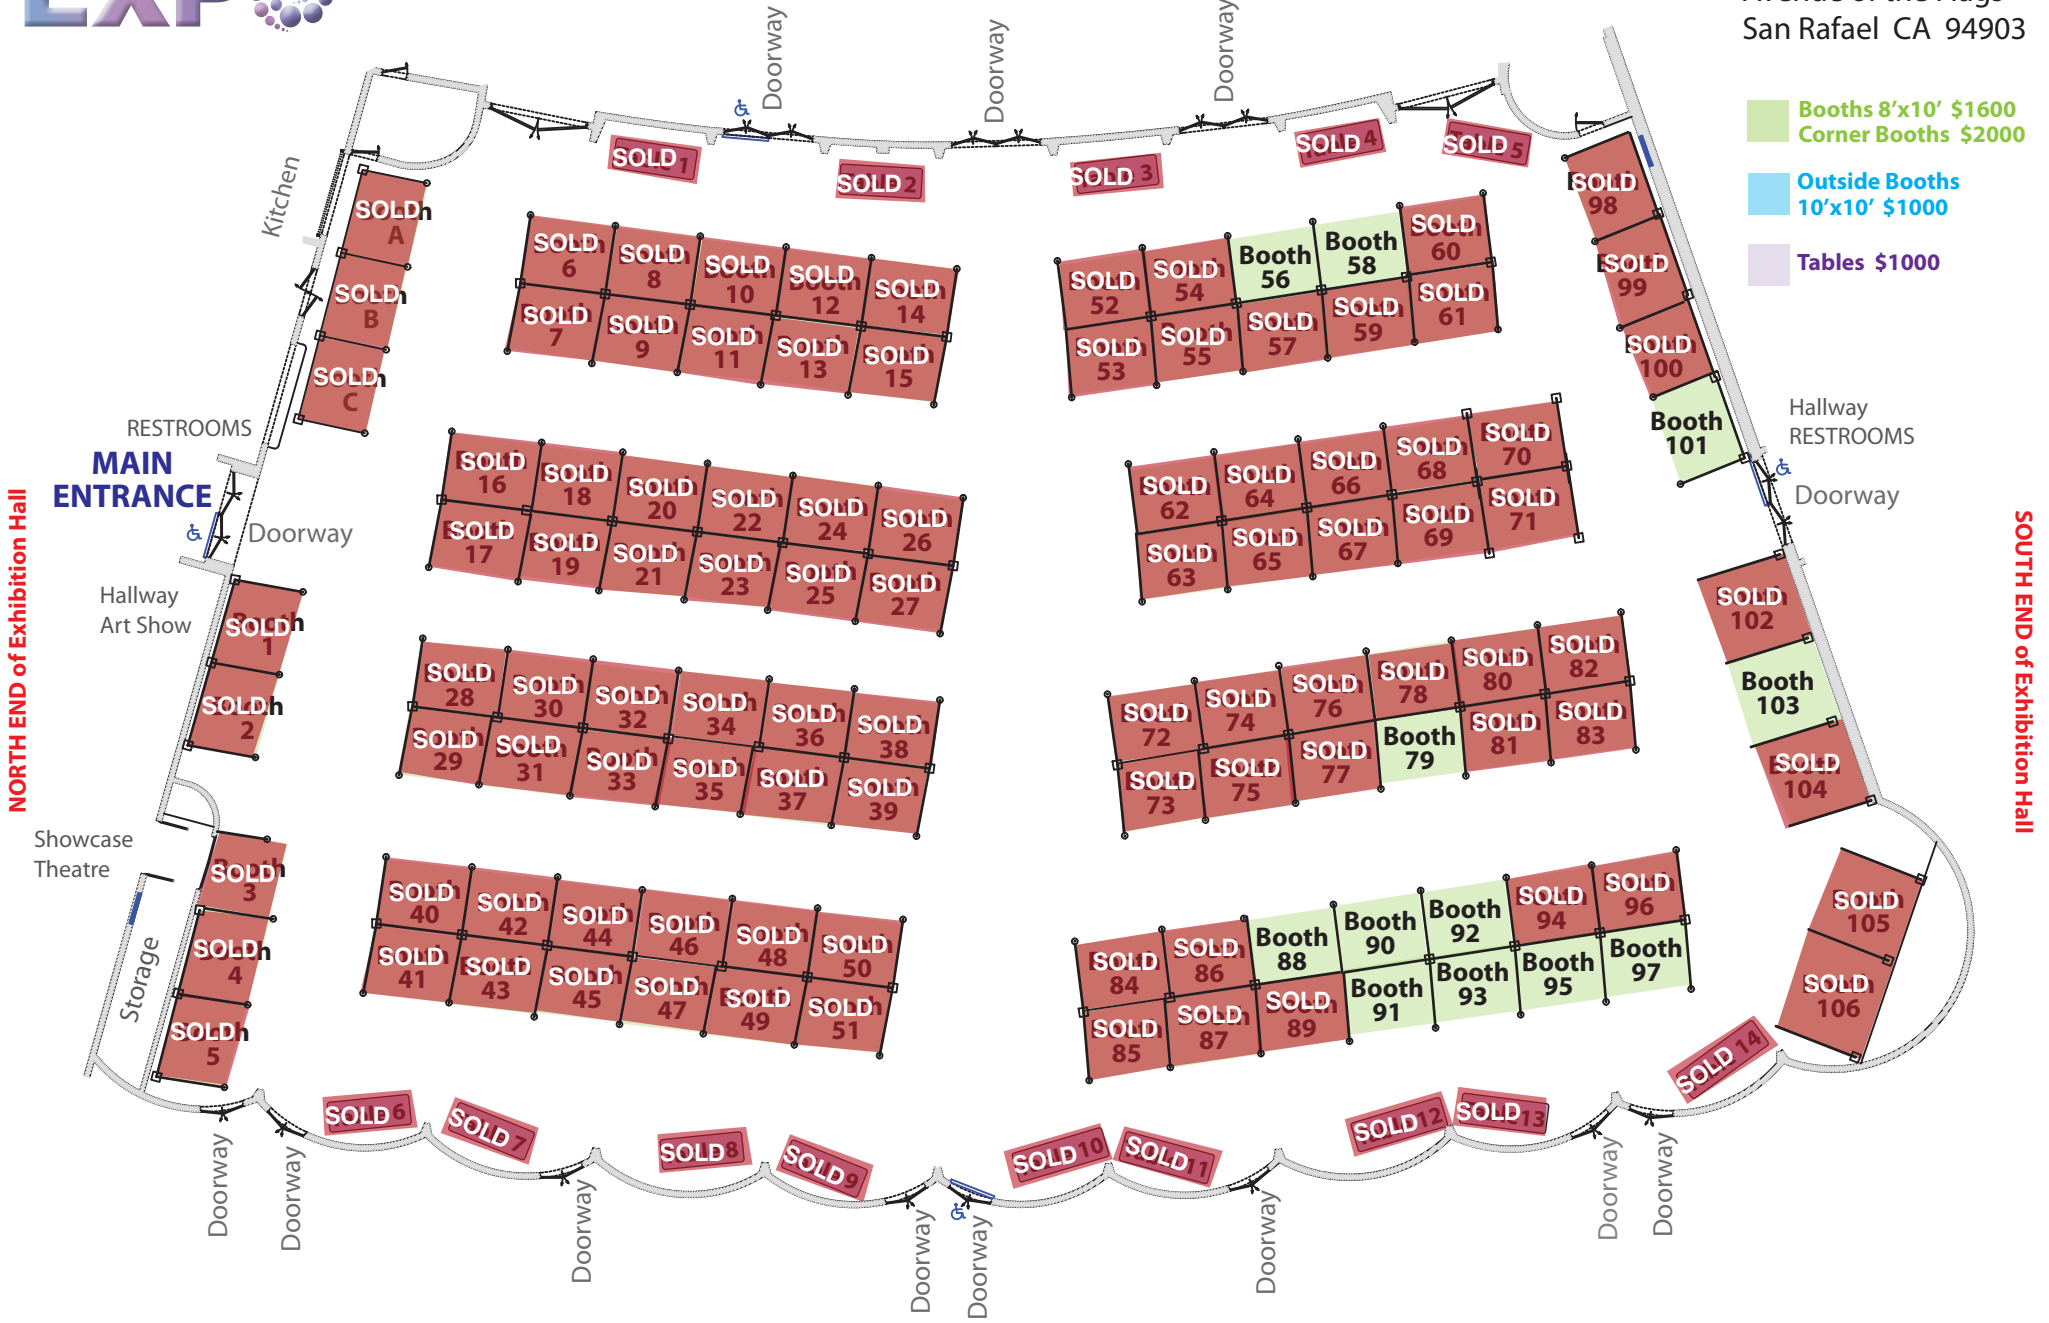 EXPO
San Rafael CA 94903
Booths 8’x10’ $1600
Corner Booths $2000
Outside Booths
10’x10’ $1000
Tables $1000
Doorway
Doorway
Doorway
Kitchen
SOLD 1
SOLD 2
SOLD 3
SOLD 4
SOLD 5
SOLD
A
SOLD
B
SOLD
C
SOLD
6
SOLD
8
SOLD
10
SOLD
12
SOLD
14
SOLD
7
SOLD
9
SOLD
11
SOLD
13
SOLD
15
SOLD
52
SOLD
54
Booth
56
Booth
58
SOLD
60
SOLD
53
SOLD
55
SOLD
57
SOLD
59
SOLD
61
SOLD
98
SOLD
99
SOLD
100
Booth
101
Hallway
RESTROOMS
Doorway
RESTROOMS
MAIN
ENTRANCE
Doorway
NORTH END of Exhibition Hall
SOUTH END of Exhibition Hall
Hallway
Art Show
SOLD
16
SOLD
18
SOLD
20
SOLD
22
SOLD
24
SOLD
26
SOLD
17
SOLD
19
SOLD
21
SOLD
23
SOLD
25
SOLD
27
SOLD
62
SOLD
64
SOLD
66
SOLD
68
SOLD
70
SOLD
63
SOLD
65
SOLD
67
SOLD
69
SOLD
71
Booth
SOLD
1
SOLD
2
SOLD
28
SOLD
30
SOLD
32
SOLD
34
SOLD
36
SOLD
38
SOLD
29
SOLD
31
SOLD
33
SOLD
35
SOLD
37
SOLD
39
SOLD
72
SOLD
74
SOLD
76
SOLD
78
SOLD
80
SOLD
82
SOLD
73
SOLD
75
SOLD
77
Booth
79
SOLD
81
SOLD
83
SOLD
102
Booth
103
SOLD
104
Showcase
Theatre
Storage
Booth
SOLD
3
SOLD
4
SOLD
5
SOLD
40
SOLD
42
SOLD
44
SOLD
46
SOLD
48
SOLD
50
SOLD
41
SOLD
43
SOLD
45
SOLD
47
SOLD
49
SOLD
51
SOLD
84
SOLD
86
Booth
88
Booth
90
Booth
92
SOLD
94
SOLD
96
SOLD
85
SOLD
87
SOLD
89
Booth
91
Booth
93
Booth
95
Booth
97
SOLD
105
SOLD
106
SOLD 6
SOLD 7
SOLD 8
SOLD 9
SOLD 10
SOLD 11
SOLD 12
SOLD 13
SOLD 14
Doorway
Doorway
Doorway
Doorway
Doorway
Doorway
Doorway
Doorway